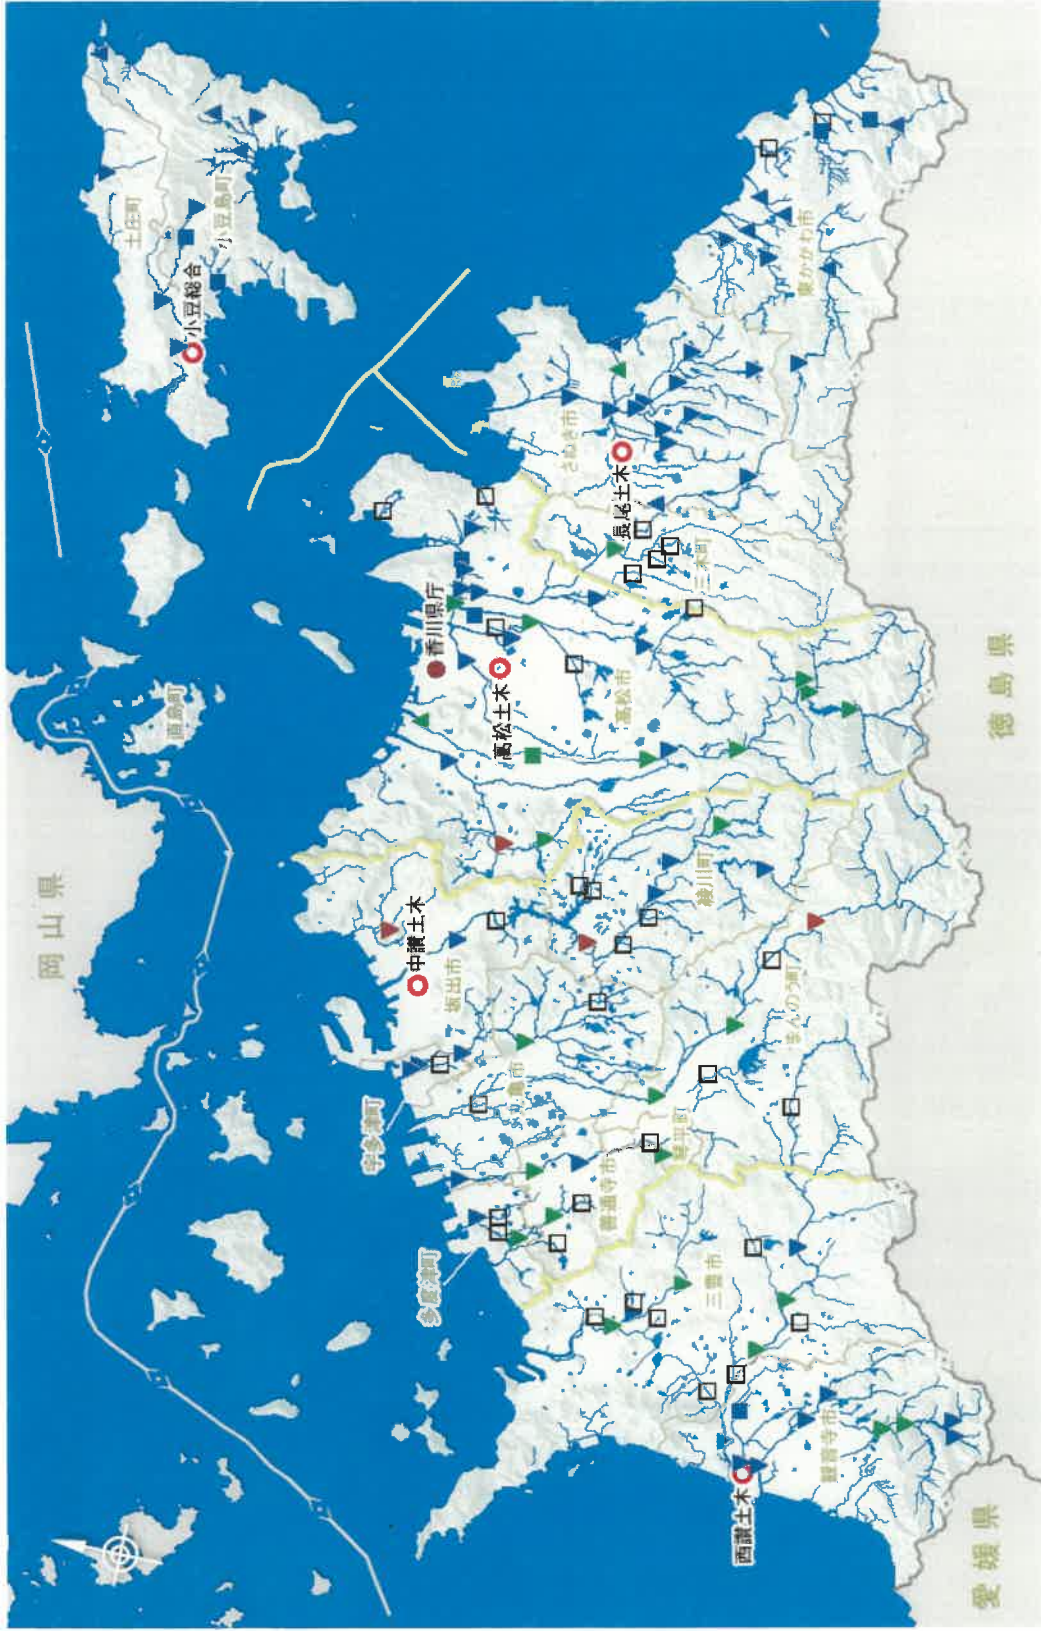 岡山県
直島町
土庄町
小豆島町
小豆総合
香川県庁
高松土木
高松市
中讃土木
坂出市
宇多津町
丸亀市
多度津町
善通寺市
琴平町
綾川町
まんのう町
三豊市
西讃土木
観音寺市
さぬき市
長尾土木
三木町
東かがわ市
徳島県
愛媛県